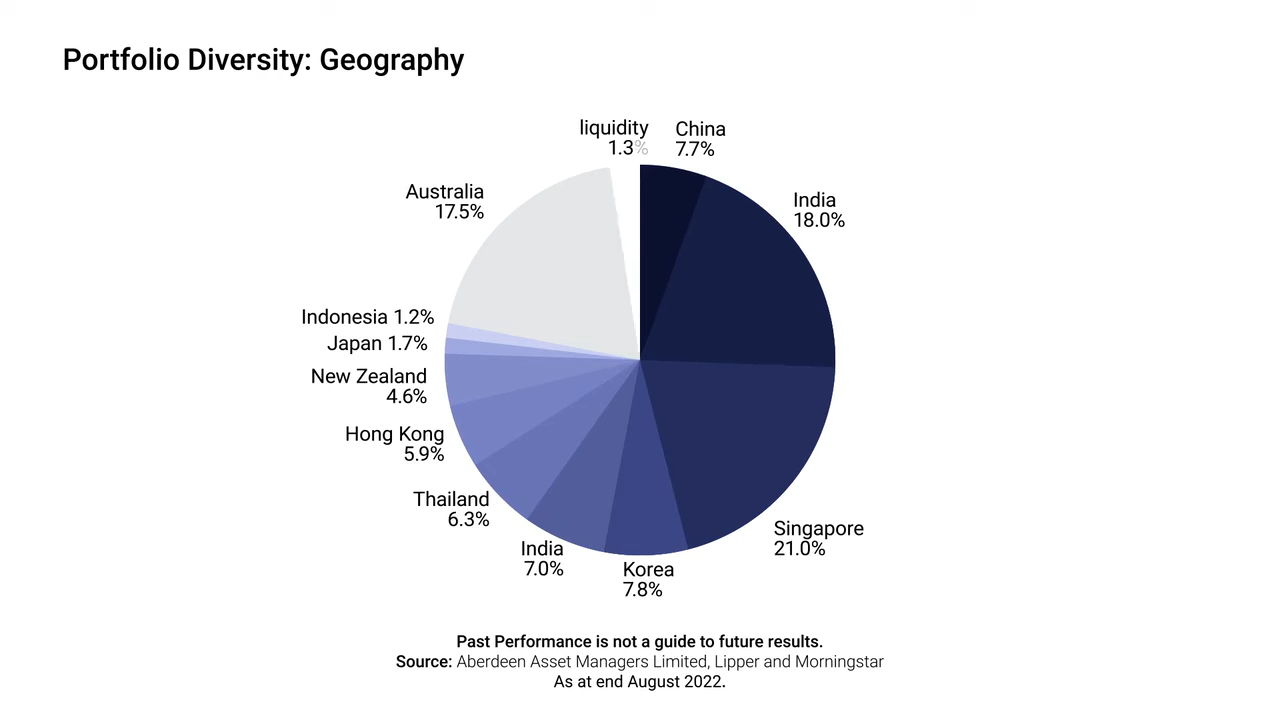 Portfolio Diversity: Geography
liquidity
1.3%
China
7.7%
India
18.0%
Australia
17.5%
Indonesia 1.2%
Japan 1.7%
New Zealand
4.6%
Hong Kong
5.9%
Thailand
6.3%
India
7.0%
Korea
7.8%
Singapore
21.0%
Past Performance is not a guide to future results.
Source: Aberdeen Asset Managers Limited, Lipper and Morningstar
As at end August 2022.